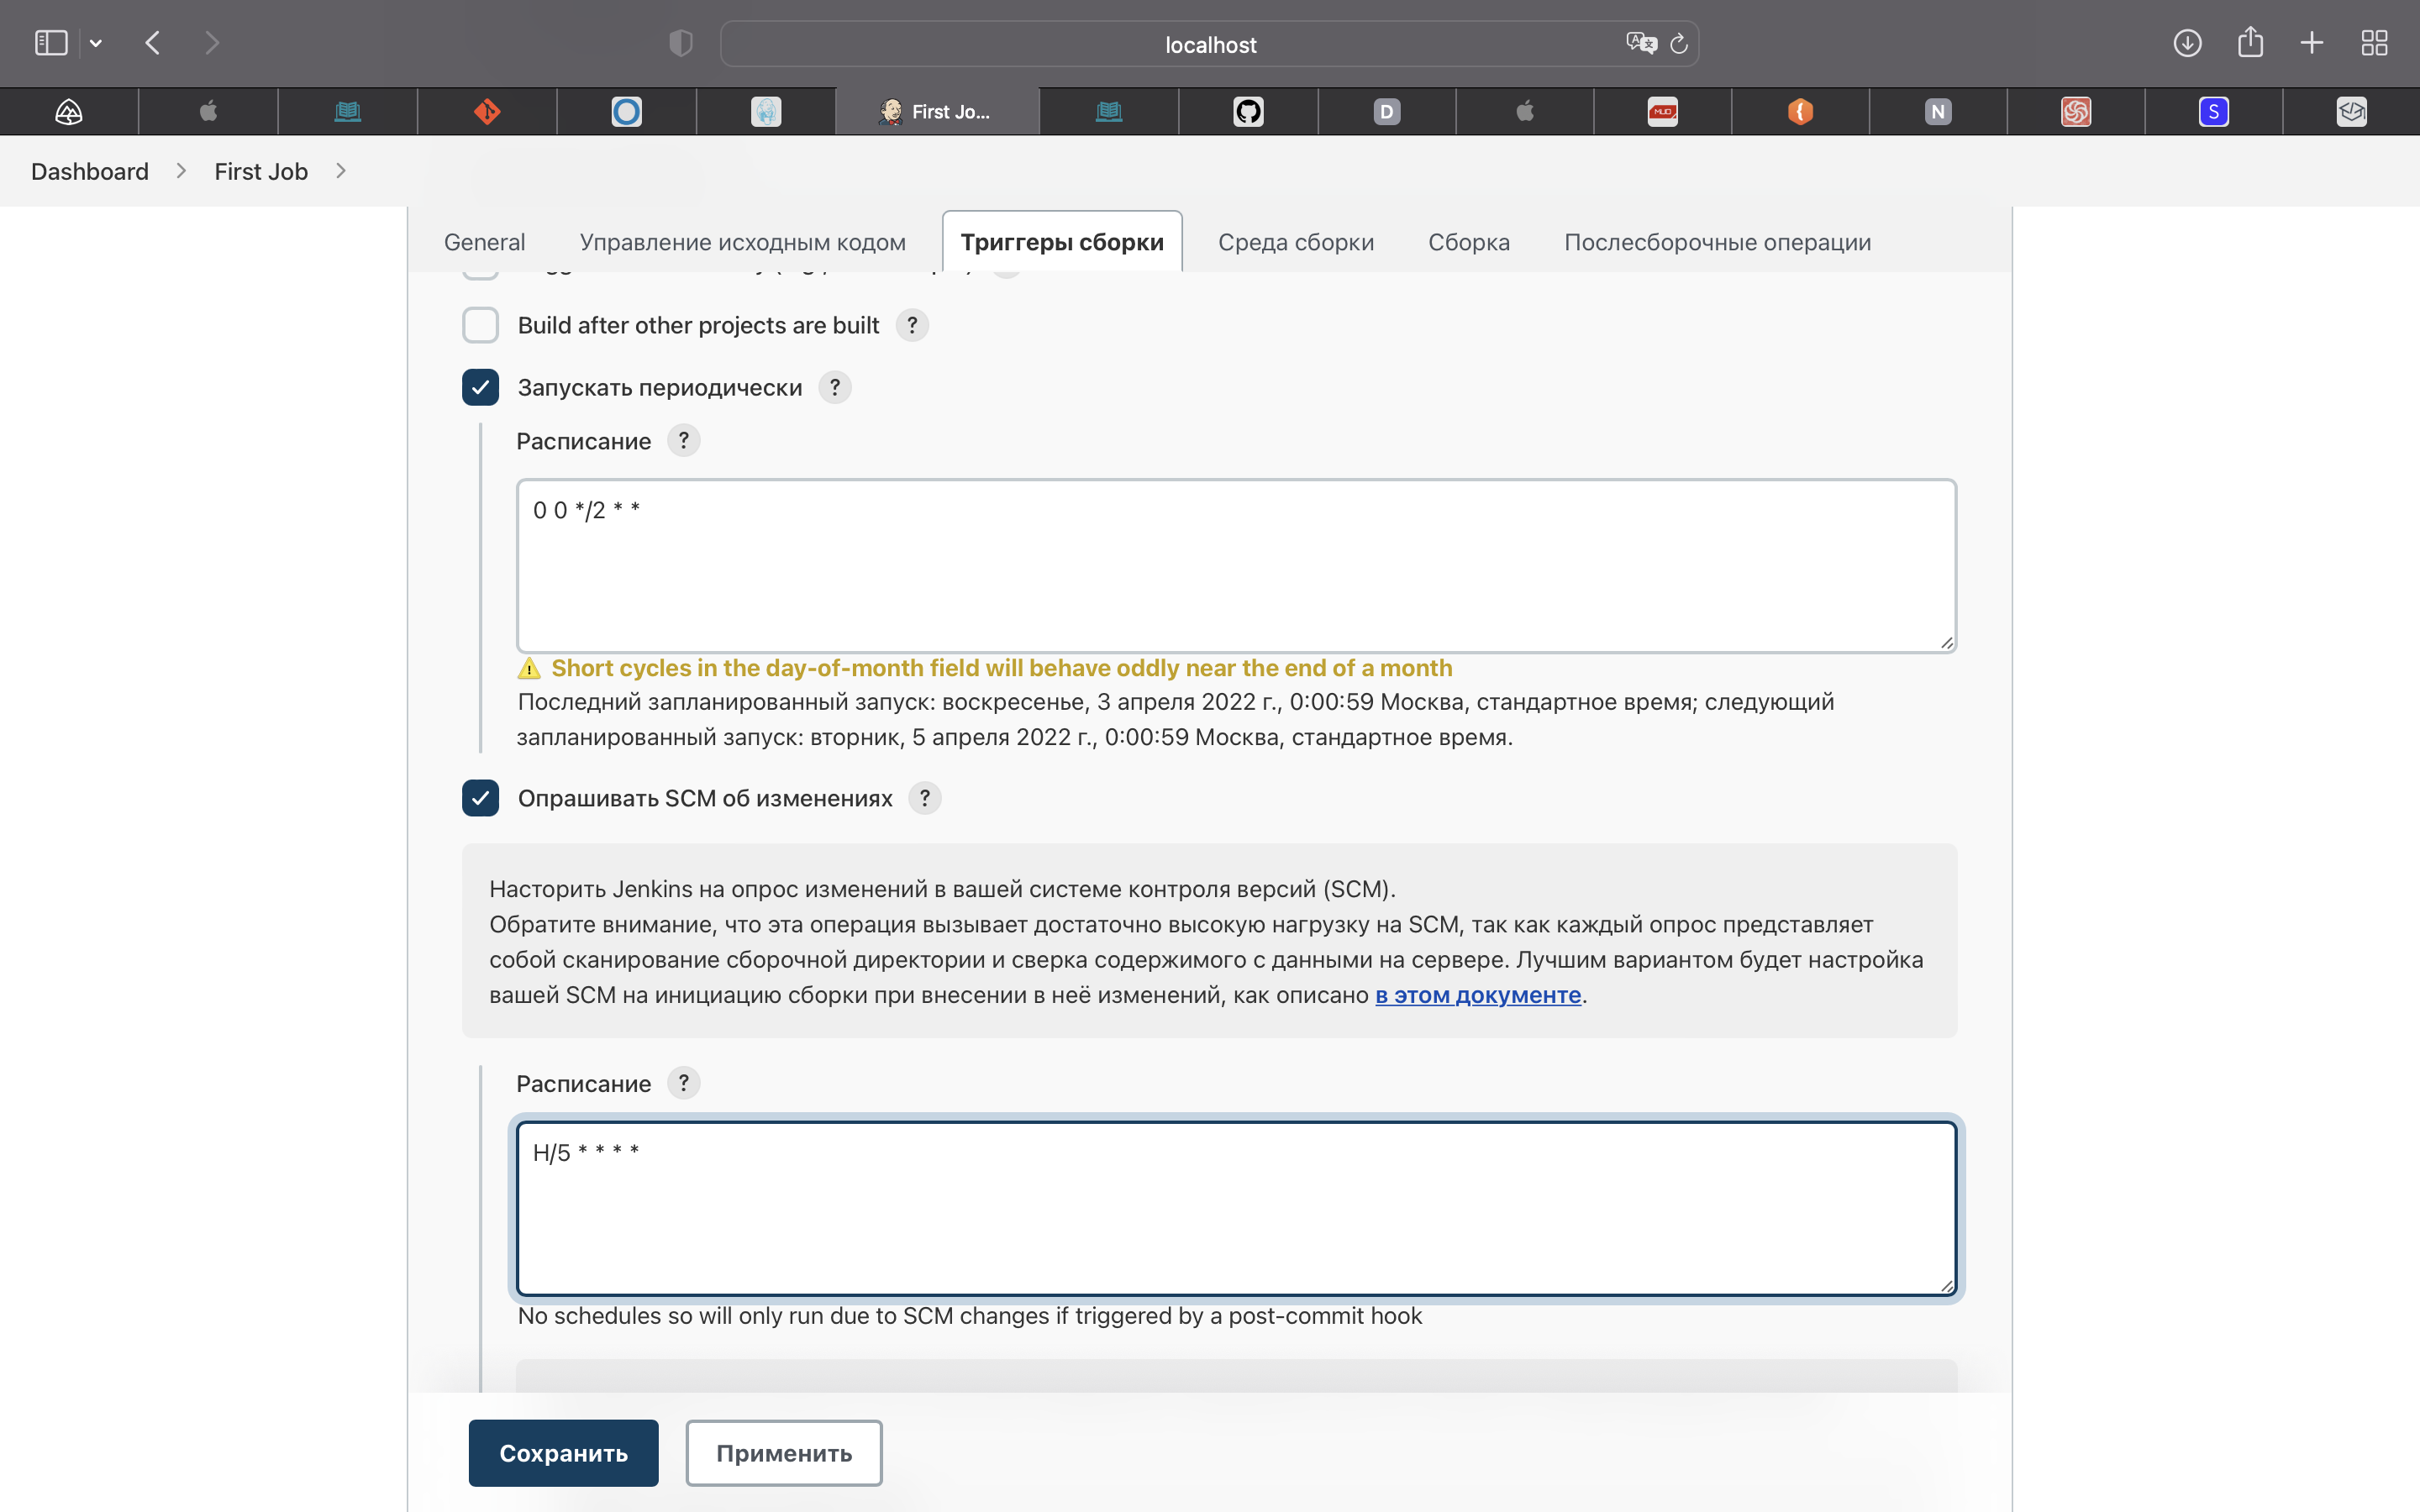 localhost
First Jo...
D
MUO
N
S
Dashboard
First Job
General
Управление исходным кодом
Триггеры сборки
Среда сборки
Сборка
Послесборочные операции
Build after other projects are built ?
Запускать периодически ?
Расписание ?
0 0 */2 * *
Short cycles in the day-of-month field will behave oddly near the end of a month
Последний запланированный запуск: воскресенье, 3 апреля 2022 г., 0:00:59 Москва, стандартное время; следующий
запланированный запуск: вторник, 5 апреля 2022 г., 0:00:59 Москва, стандартное время.
Опрашивать SCM об изменениях ?
Насторить Jenkins на опрос изменений в вашей системе контроля версий (SCM).
Обратите внимание, что эта операция вызывает достаточно высокую нагрузку на SCM, так как каждый опрос представляет
собой сканирование сборочной директории и сверка содержимого с данными на сервере. Лучшим вариантом будет настройка
вашей SCM на инициацию сборки при внесении в неё изменений, как описано в этом документе.
Расписание ?
H/5 * * * *
No schedules so will only run due to SCM changes if triggered by a post-commit hook
Сохранить
Применить